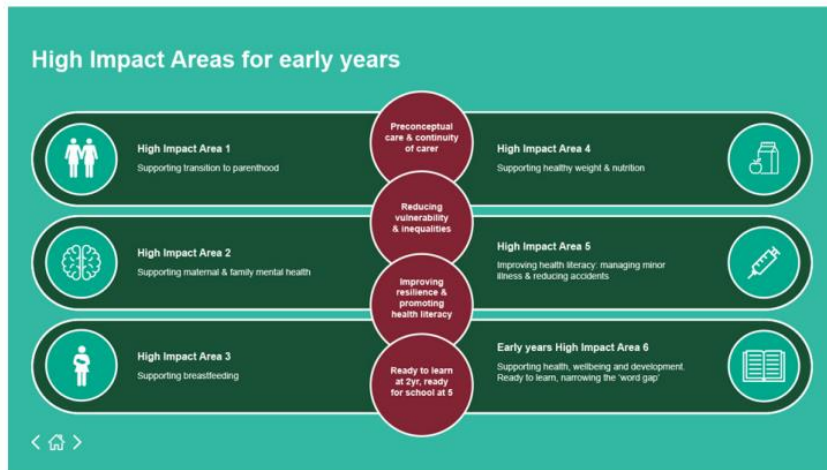 High Impact Areas for early years
High Impact Area 1
Supporting transition to parenthood
High Impact Area 2
Supporting maternal & family mental health
High Impact Area 3
Supporting breastfeeding
Preconceptual
care & continuity
of carer
Reducing
vulnerability
& inequalities
Improving
resilience &
promoting
health literacy
Ready to learn
at 2yr, ready
for school at 5
High Impact Area 4
Supporting healthy weight & nutrition
High Impact Area 5
Improving health literacy: managing minor
illness & reducing accidents
Early years High Impact Area 6
Supporting health, wellbeing and development.
Ready to learn, narrowing the 'word gap'